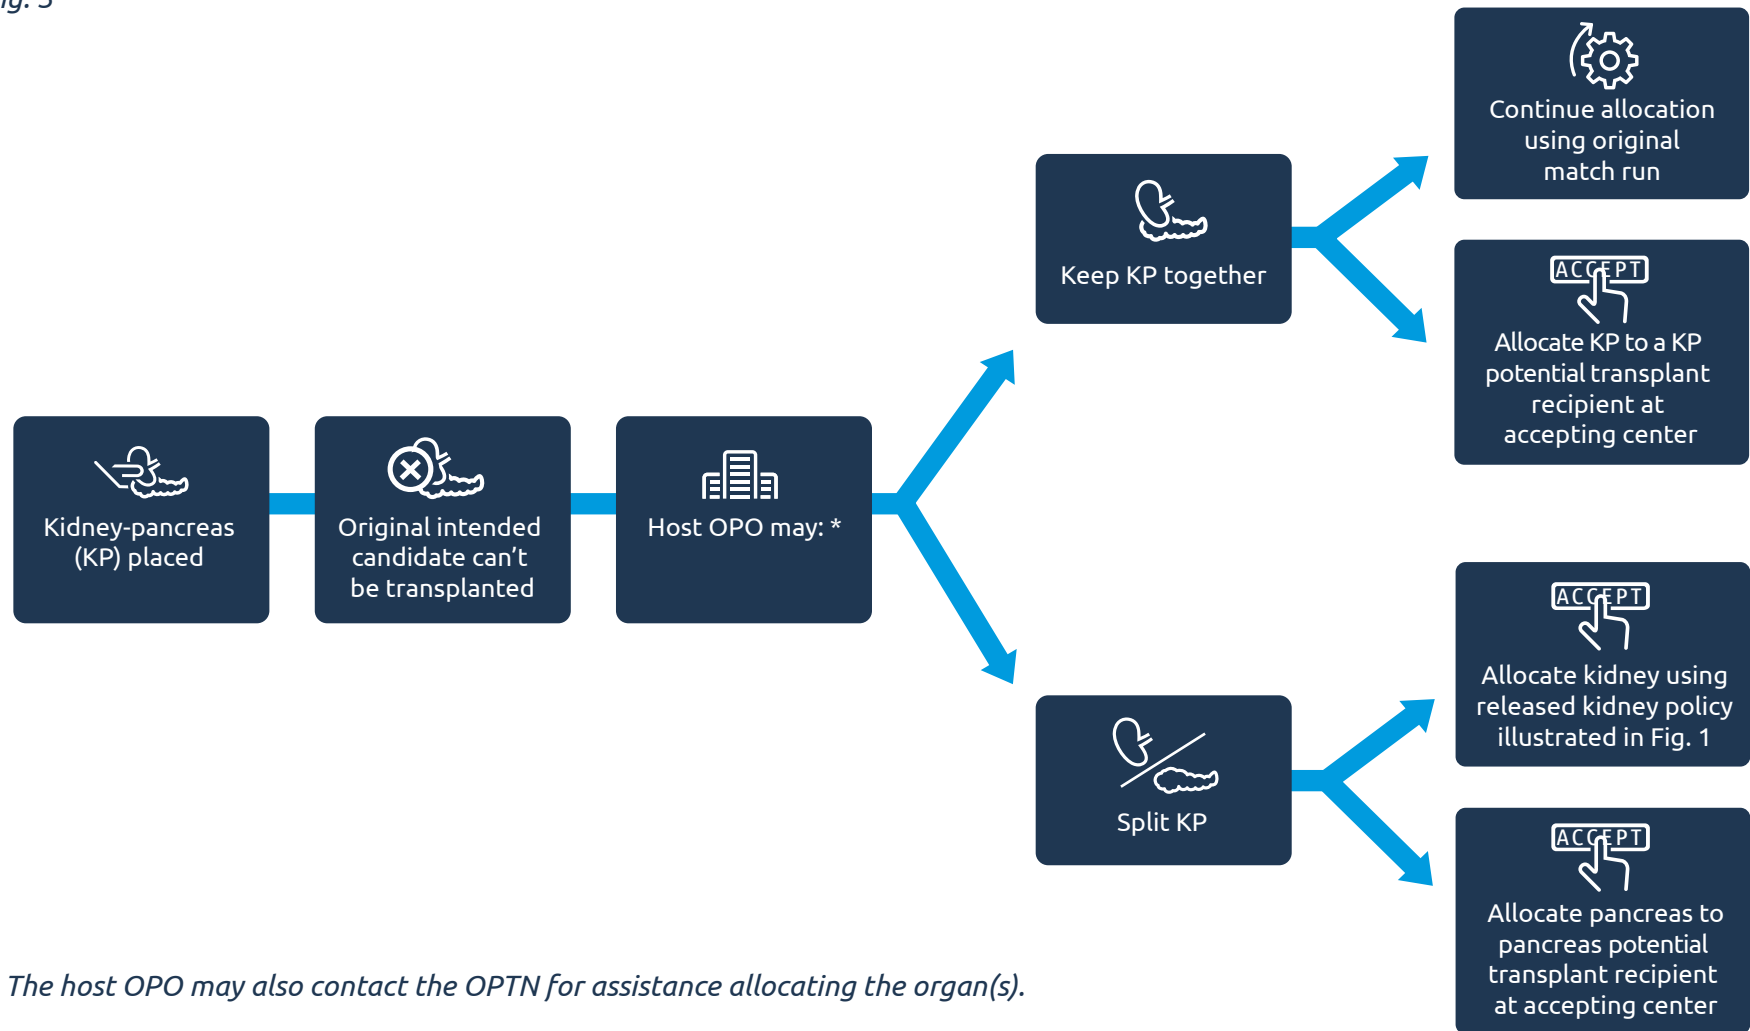 Fig. 3
Kidney-pancreas
(KP) placed
Original intended
candidate can’t
be transplanted
Host OPO may: *
Keep KP together
Continue allocation
using original
match run
ACCEPT
Allocate KP to a KP
potential transplant
recipient at
accepting center
Split KP
ACCEPT
Allocate kidney using
released kidney policy
illustrated in Fig. 1
ACCEPT
Allocate pancreas to
pancreas potential
transplant recipient
at accepting center
The host OPO may also contact the OPTN for assistance allocating the organ(s).